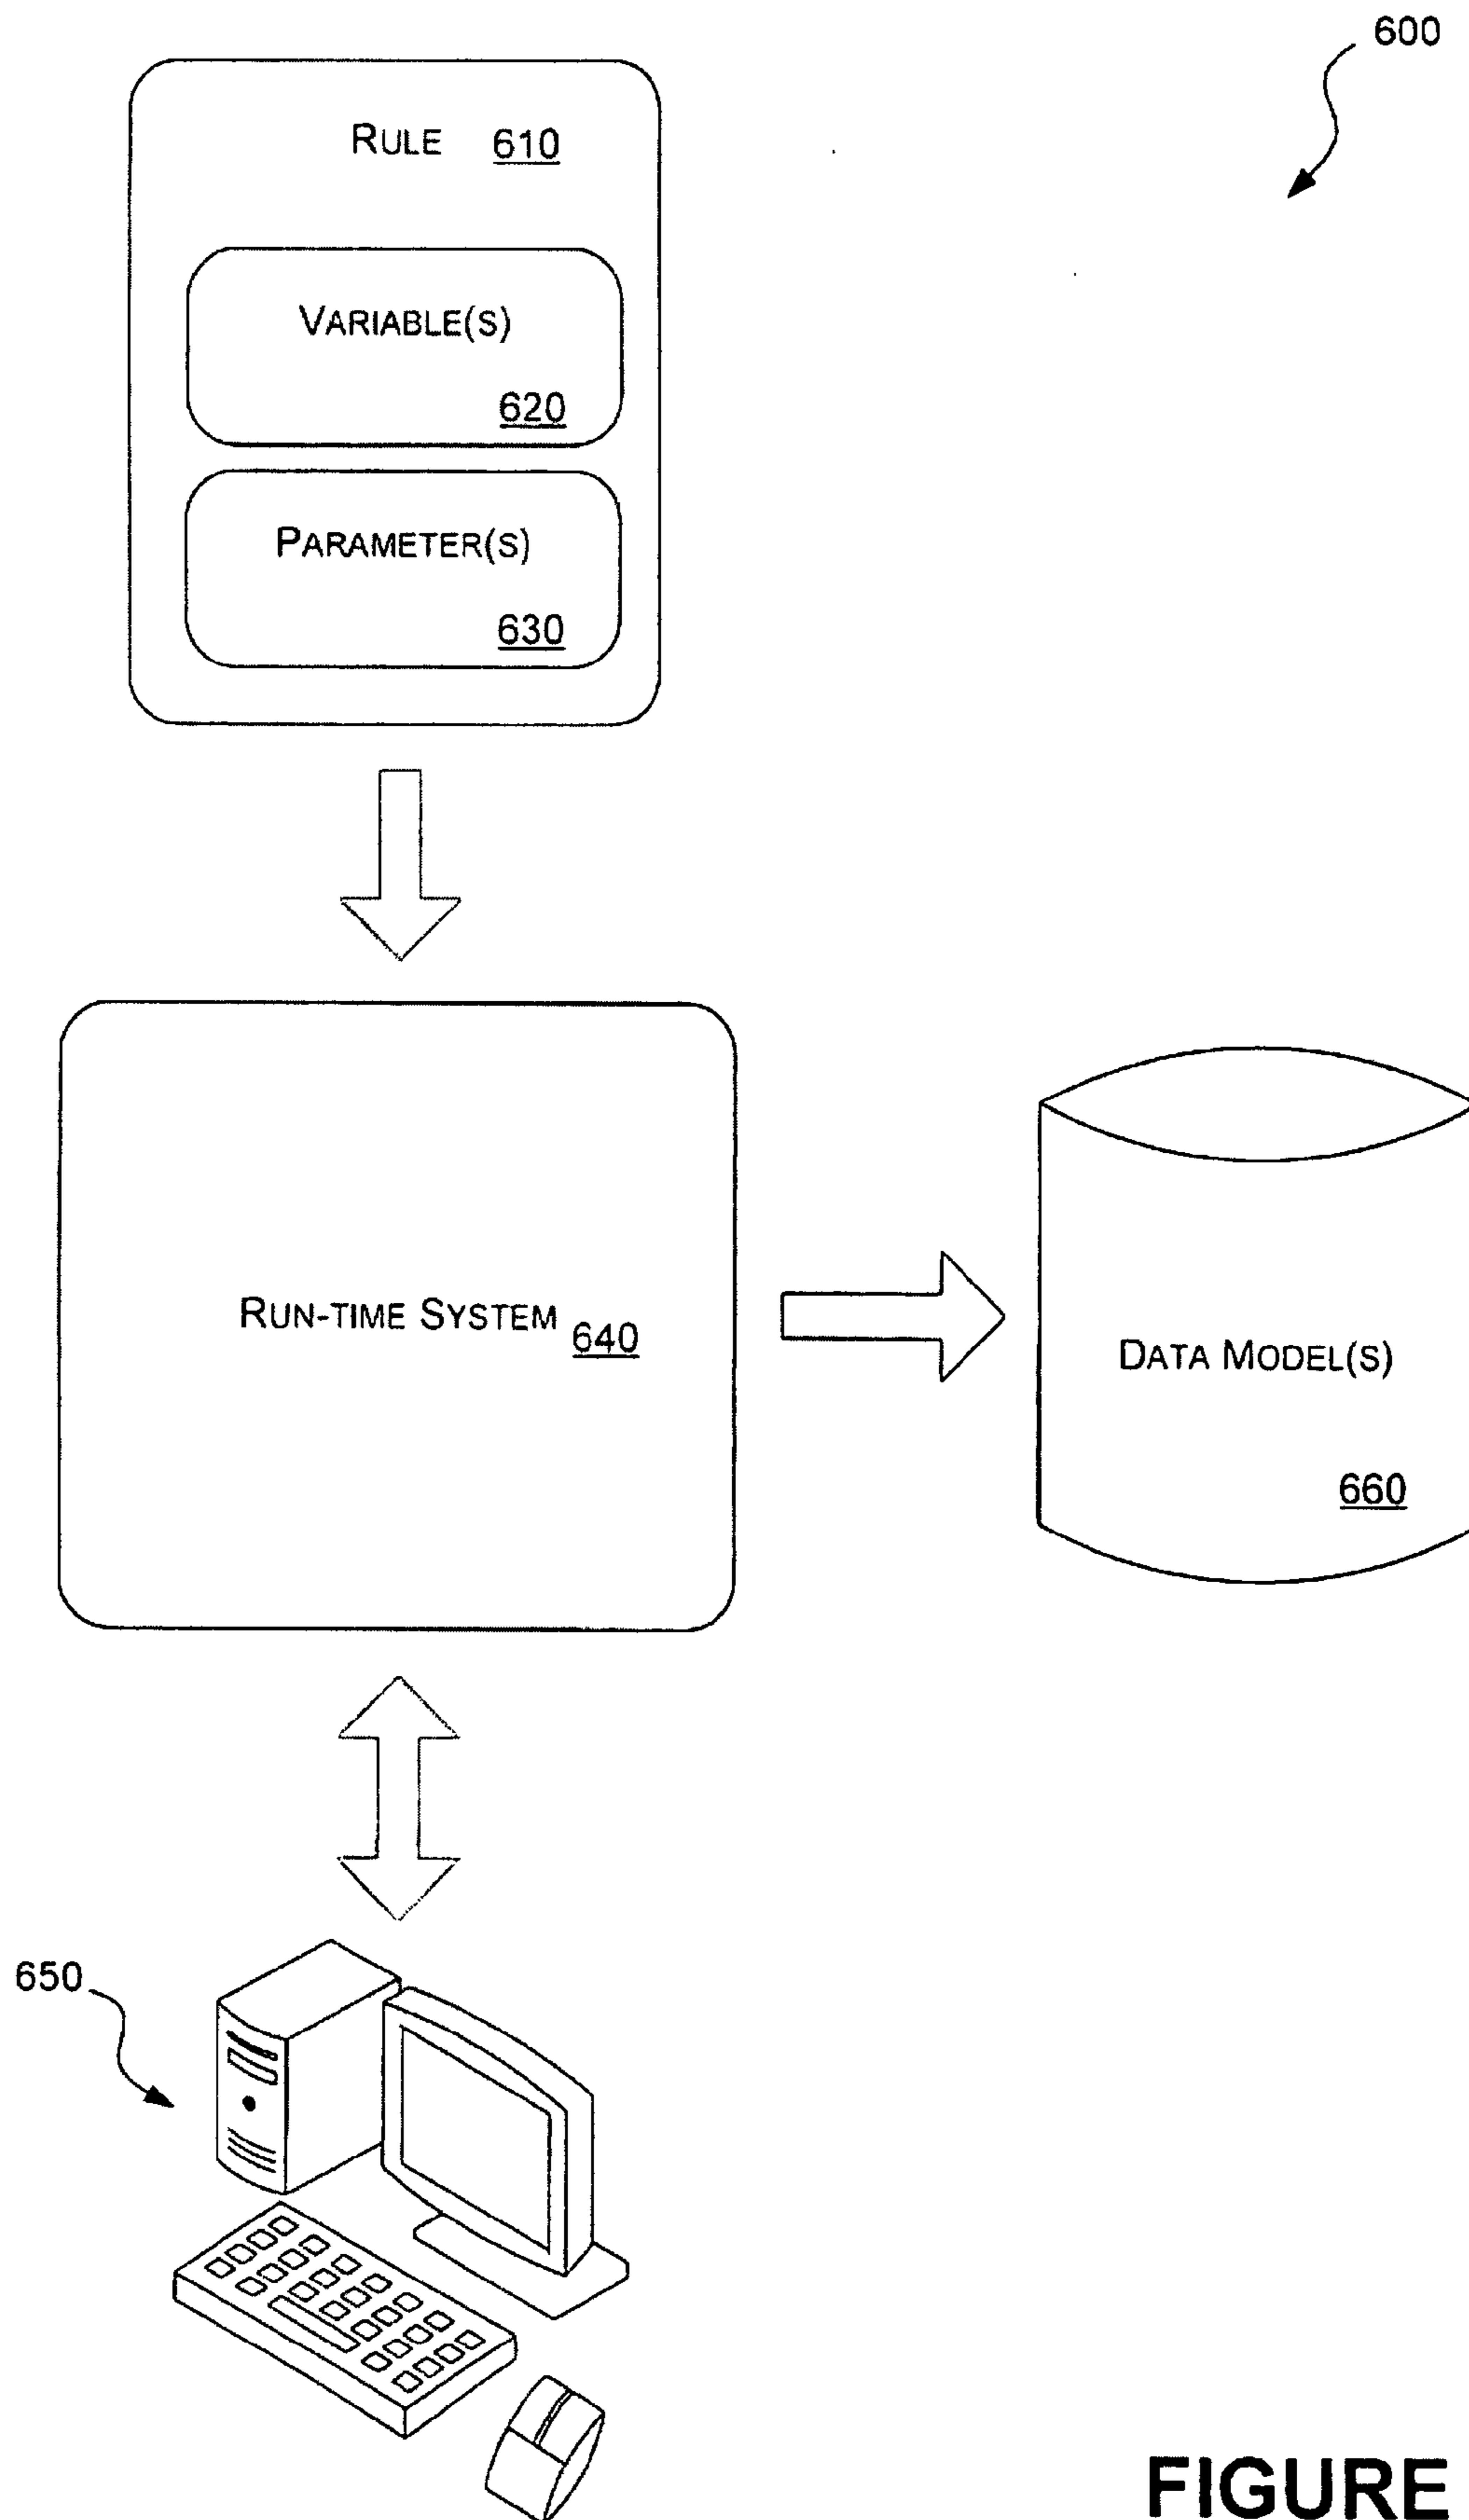 600
RULE 610
VARIABLE(S)
620
PARAMETER(S)
630
RUN-TIME SYSTEM 640
DATA MODEL(S)
660
650
FIGURE